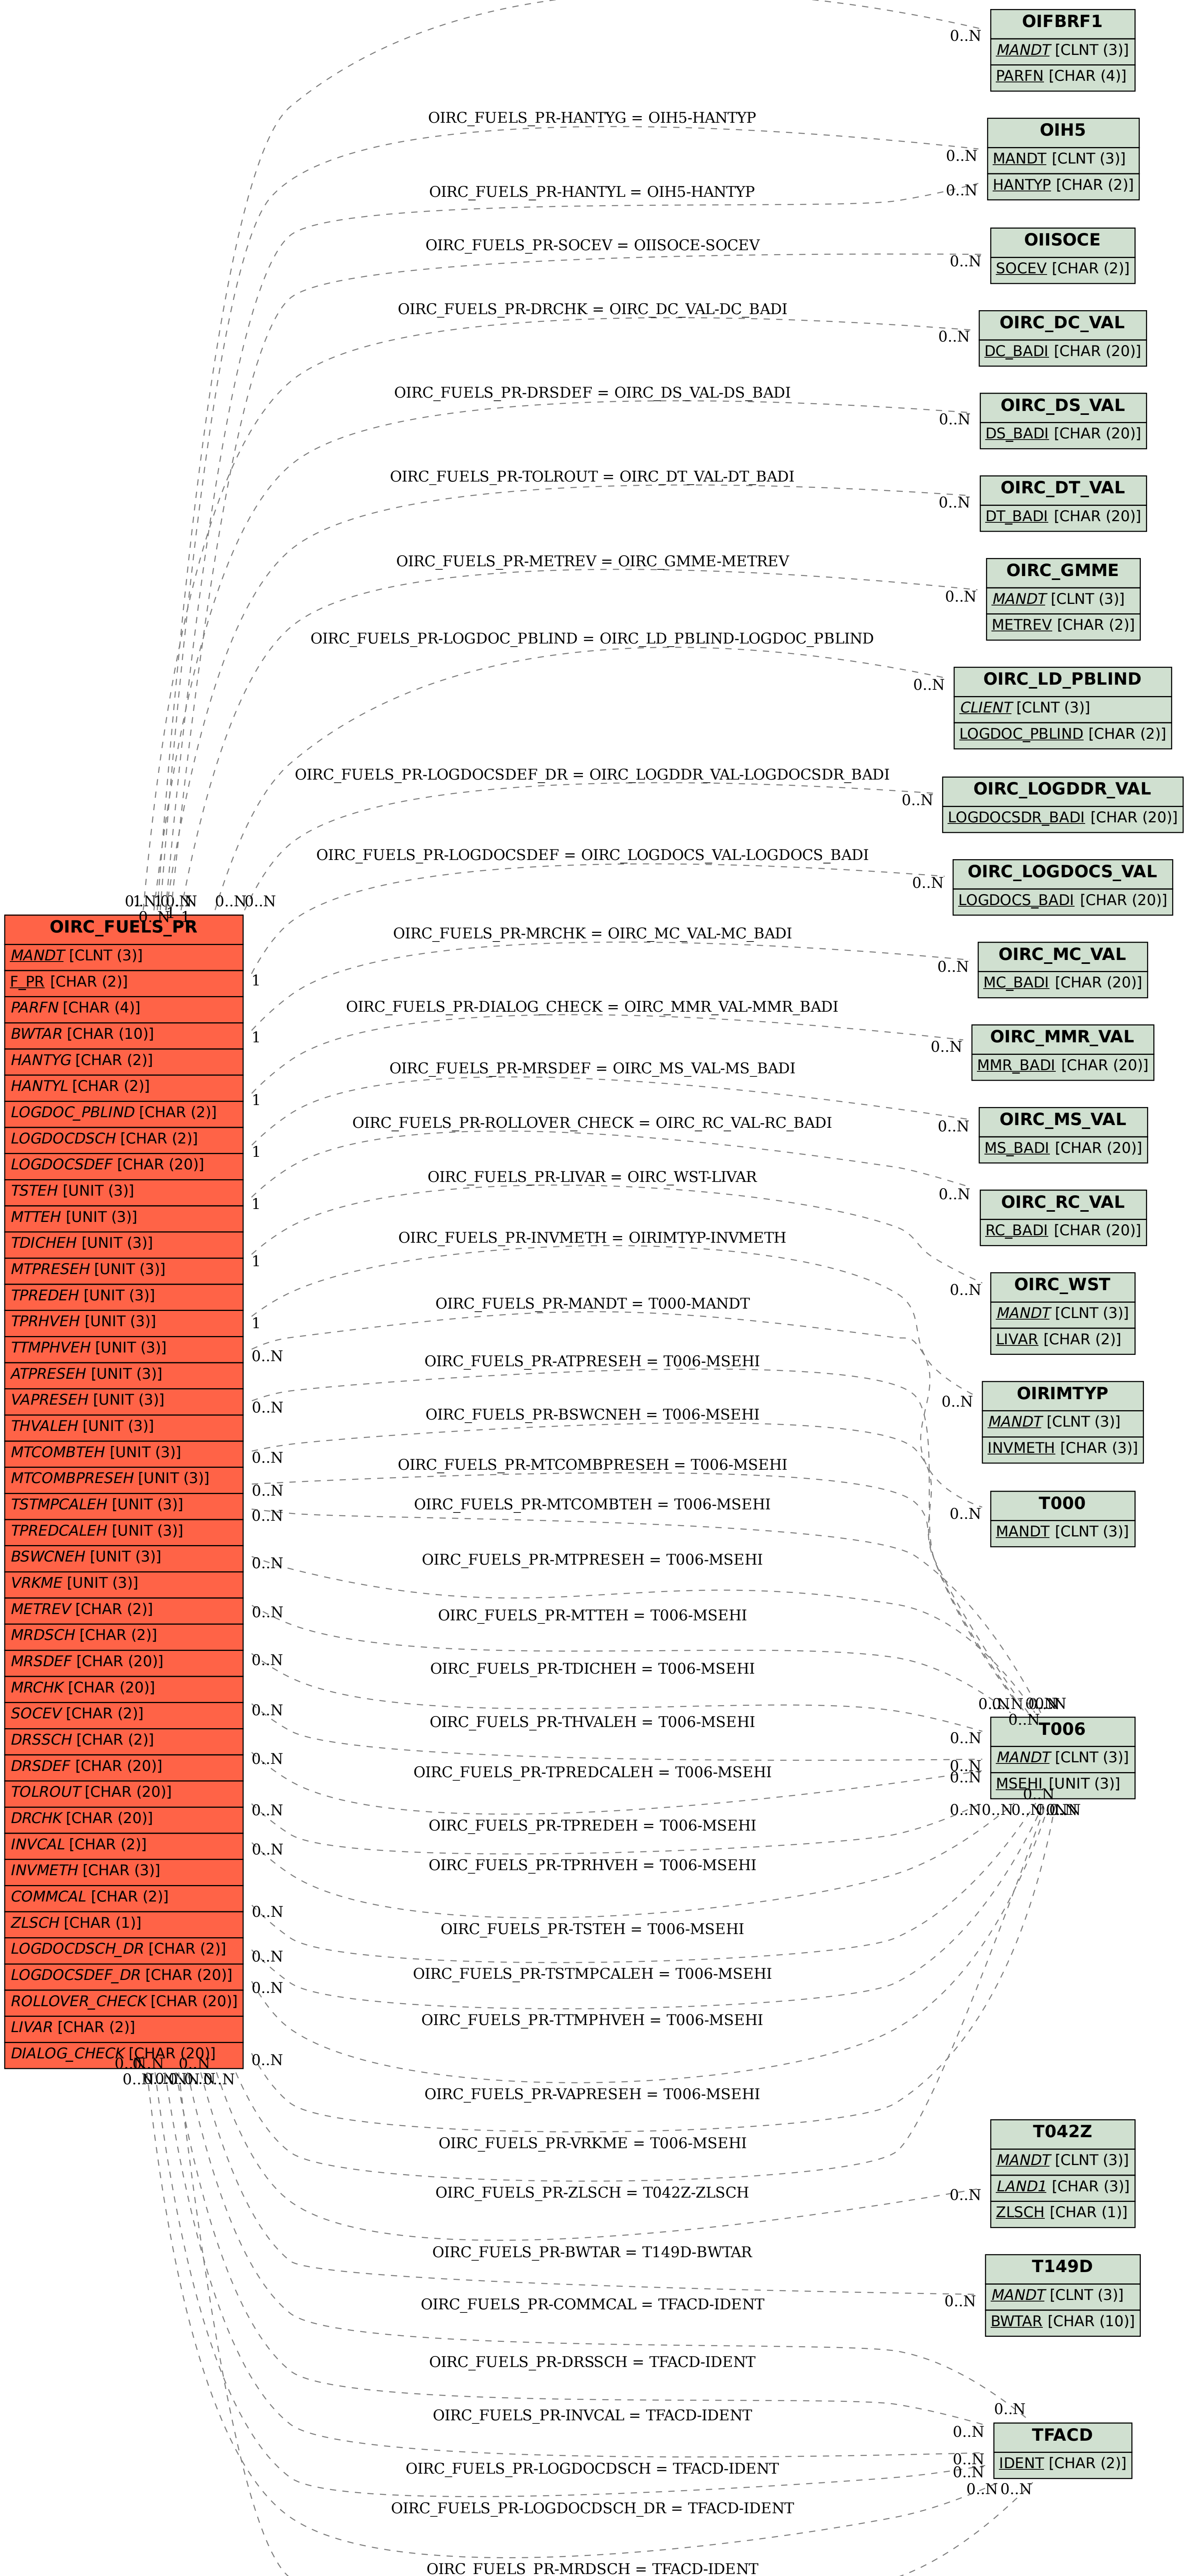 OIRC_FUELS_PR
MANDT [CLNT (3)]
F_PR [CHAR (2)]
PARFN [CHAR (4)]
BWTAR [CHAR (10)]
HANTYG [CHAR (2)]
HANTYL [CHAR (2)]
LOGDOC_PBLIND [CHAR (2)]
LOGDOCDSCH [CHAR (2)]
LOGDOCSDEF [CHAR (20)]
TSTEH [UNIT (3)]
MTTEH [UNIT (3)]
TDICHEH [UNIT (3)]
MTPRESEH [UNIT (3)]
TPREDEH [UNIT (3)]
TPRHVEH [UNIT (3)]
TTMPHVEH [UNIT (3)]
ATPRESEH [UNIT (3)]
VAPRESEH [UNIT (3)]
THVALEH [UNIT (3)]
MTCOMBTEH [UNIT (3)]
MTCOMBPRESEH [UNIT (3)]
TSTMPCALEH [UNIT (3)]
TPREDCALEH [UNIT (3)]
BSWCNEH [UNIT (3)]
VRKME [UNIT (3)]
METREV [CHAR (2)]
MRDSCH [CHAR (2)]
MRSDEF [CHAR (20)]
MRCHK [CHAR (20)]
SOCEV [CHAR (2)]
DRSSCH [CHAR (2)]
DRSDEF [CHAR (20)]
TOLROUT [CHAR (20)]
DRCHK [CHAR (20)]
INVCAL [CHAR (2)]
INVMETH [CHAR (3)]
COMMCAL [CHAR (2)]
ZLSCH [CHAR (1)]
LOGDOCDSCH_DR [CHAR (2)]
LOGDOCSDEF_DR [CHAR (20)]
ROLLOVER_CHECK [CHAR (20)]
LIVAR [CHAR (2)]
DIALOG_CHECK [CHAR (20)]
OIRC_FUELS_PR-HANTYG = OIH5-HANTYP
OIRC_FUELS_PR-HANTYL = OIH5-HANTYP
OIRC_FUELS_PR-SOCEV = OIISOCE-SOCEV
OIRC_FUELS_PR-DRCHK = OIRC_DC_VAL-DC_BADI
OIRC_FUELS_PR-DRSDEF = OIRC_DS_VAL-DS_BADI
OIRC_FUELS_PR-TOLROUT = OIRC_DT_VAL-DT_BADI
OIRC_FUELS_PR-METREV = OIRC_GMME-METREV
OIRC_FUELS_PR-LOGDOC_PBLIND = OIRC_LD_PBLIND-LOGDOC_PBLIND
OIRC_FUELS_PR-LOGDOCSDEF_DR = OIRC_LOGDDR_VAL-LOGDOCSDR_BADI
OIRC_FUELS_PR-LOGDOCSDEF = OIRC_LOGDOCS_VAL-LOGDOCS_BADI
OIRC_FUELS_PR-MRCHK = OIRC_MC_VAL-MC_BADI
OIRC_FUELS_PR-DIALOG_CHECK = OIRC_MMR_VAL-MMR_BADI
OIRC_FUELS_PR-MRSDEF = OIRC_MS_VAL-MS_BADI
OIRC_FUELS_PR-ROLLOVER_CHECK = OIRC_RC_VAL-RC_BADI
OIRC_FUELS_PR-LIVAR = OIRC_WST-LIVAR
OIRC_FUELS_PR-INVMETH = OIRIMTYP-INVMETH
OIRC_FUELS_PR-MANDT = T000-MANDT
OIRC_FUELS_PR-ATPRESEH = T006-MSEHI
OIRC_FUELS_PR-BSWCNEH = T006-MSEHI
OIRC_FUELS_PR-MTCOMBPRESEH = T006-MSEHI
OIRC_FUELS_PR-MTCOMBTEH = T006-MSEHI
OIRC_FUELS_PR-MTPRESEH = T006-MSEHI
OIRC_FUELS_PR-MTTEH = T006-MSEHI
OIRC_FUELS_PR-TDICHEH = T006-MSEHI
OIRC_FUELS_PR-THVALEH = T006-MSEHI
OIRC_FUELS_PR-TPREDCALEH = T006-MSEHI
OIRC_FUELS_PR-TPREDEH = T006-MSEHI
OIRC_FUELS_PR-TPRHVEH = T006-MSEHI
OIRC_FUELS_PR-TSTEH = T006-MSEHI
OIRC_FUELS_PR-TSTMPCALEH = T006-MSEHI
OIRC_FUELS_PR-TTMPHVEH = T006-MSEHI
OIRC_FUELS_PR-VAPRESEH = T006-MSEHI
OIRC_FUELS_PR-VRKME = T006-MSEHI
OIRC_FUELS_PR-ZLSCH = T042Z-ZLSCH
OIRC_FUELS_PR-BWTAR = T149D-BWTAR
OIRC_FUELS_PR-COMMCAL = TFACD-IDENT
OIRC_FUELS_PR-DRSSCH = TFACD-IDENT
OIRC_FUELS_PR-INVCAL = TFACD-IDENT
OIRC_FUELS_PR-LOGDOCDSCH = TFACD-IDENT
OIRC_FUELS_PR-LOGDOCDSCH_DR = TFACD-IDENT
OIRC_FUELS_PR-MRDSCH = TFACD-IDENT
0..N
OIFBRF1
MANDT [CLNT (3)]
PARFN [CHAR (4)]
0..N
0..N
OIH5
MANDT [CLNT (3)]
HANTYP [CHAR (2)]
0..N
OIISOCE
SOCEV [CHAR (2)]
0..N
OIRC_DC_VAL
DC_BADI [CHAR (20)]
0..N
OIRC_DS_VAL
DS_BADI [CHAR (20)]
0..N
OIRC_DT_VAL
DT_BADI [CHAR (20)]
0..N
OIRC_GMME
MANDT [CLNT (3)]
METREV [CHAR (2)]
0..N
OIRC_LD_PBLIND
CLIENT [CLNT (3)]
LOGDOC_PBLIND [CHAR (2)]
0..N
OIRC_LOGDDR_VAL
LOGDOCSDR_BADI [CHAR (20)]
0..N
OIRC_LOGDOCS_VAL
LOGDOCS_BADI [CHAR (20)]
0..N
OIRC_MC_VAL
MC_BADI [CHAR (20)]
0..N
OIRC_MMR_VAL
MMR_BADI [CHAR (20)]
0..N
OIRC_MS_VAL
MS_BADI [CHAR (20)]
0..N
OIRC_RC_VAL
RC_BADI [CHAR (20)]
0..N
OIRC_WST
MANDT [CLNT (3)]
LIVAR [CHAR (2)]
0..N
OIRIMTYP
MANDT [CLNT (3)]
INVMETH [CHAR (3)]
0..N
T000
MANDT [CLNT (3)]
0..N
T006
MANDT [CLNT (3)]
MSEHI [UNIT (3)]
0..N
T042Z
MANDT [CLNT (3)]
LAND1 [CHAR (3)]
ZLSCH [CHAR (1)]
0..N
T149D
MANDT [CLNT (3)]
BWTAR [CHAR (10)]
0..N
TFACD
IDENT [CHAR (2)]
0..N
0..N
0..N
0..N 0..N